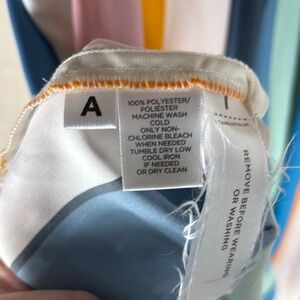 A
100% POLYESTER/
POLIÉSTER
MACHINE WASH
COLD
ONLY NON-
CHLORINE BLEACH
WHEN NEEDED
TUMBLE DRY LOW
COOL IRON
IF NEEDED
OR DRY CLEAN
REMOVE BEFORE WEARING
OR WASHING